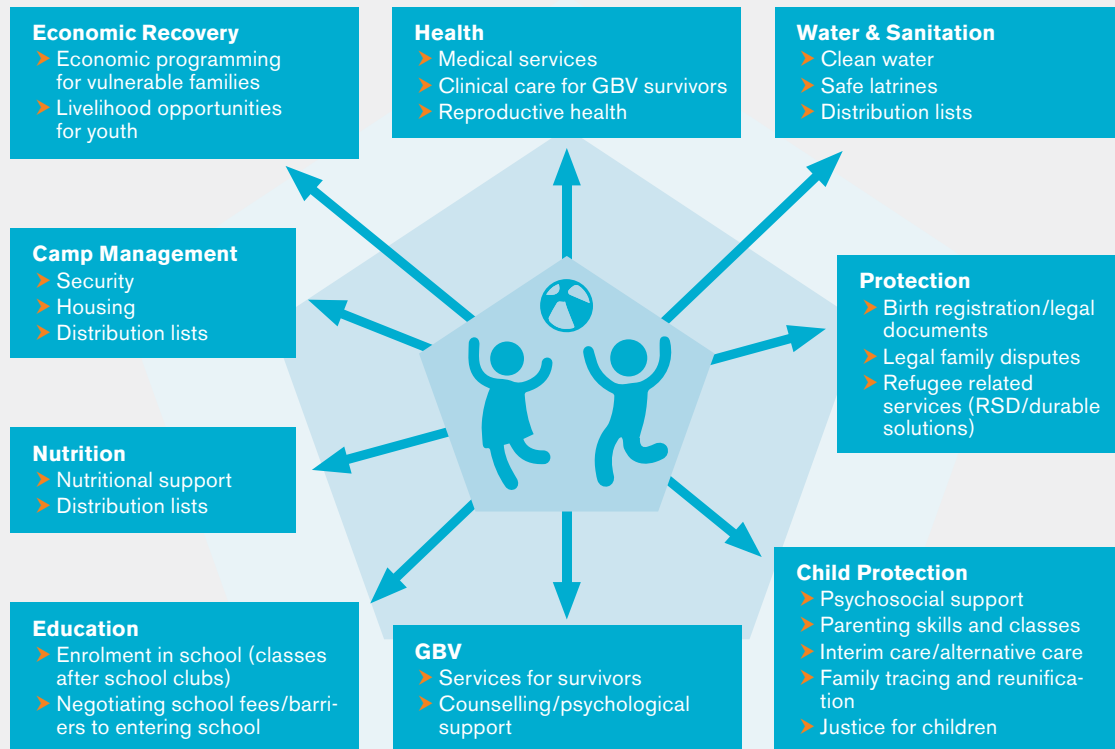 Economic Recovery
Economic programming
for vulnerable families
Livelihood opportunities
for youth
Health
Medical services
Clinical care for GBV survivors
Reproductive health
Water & Sanitation
Clean water
Safe latrines
Distribution lists
Camp Management
Security
Housing
Distribution lists
Protection
Birth registration/legal
documents
Legal family disputes
Refugee related
services (RSD/durable
solutions)
Nutrition
Nutritional support
Distribution lists
Education
Enrolment in school (classes
after school clubs)
Negotiating school fees/barri-
ers to entering school
GBV
Services for survivors
Counselling/psychological
support
Child Protection
Psychosocial support
Parenting skills and classes
Interim care/alternative care
Family tracing and reunifica-
tion
Justice for children